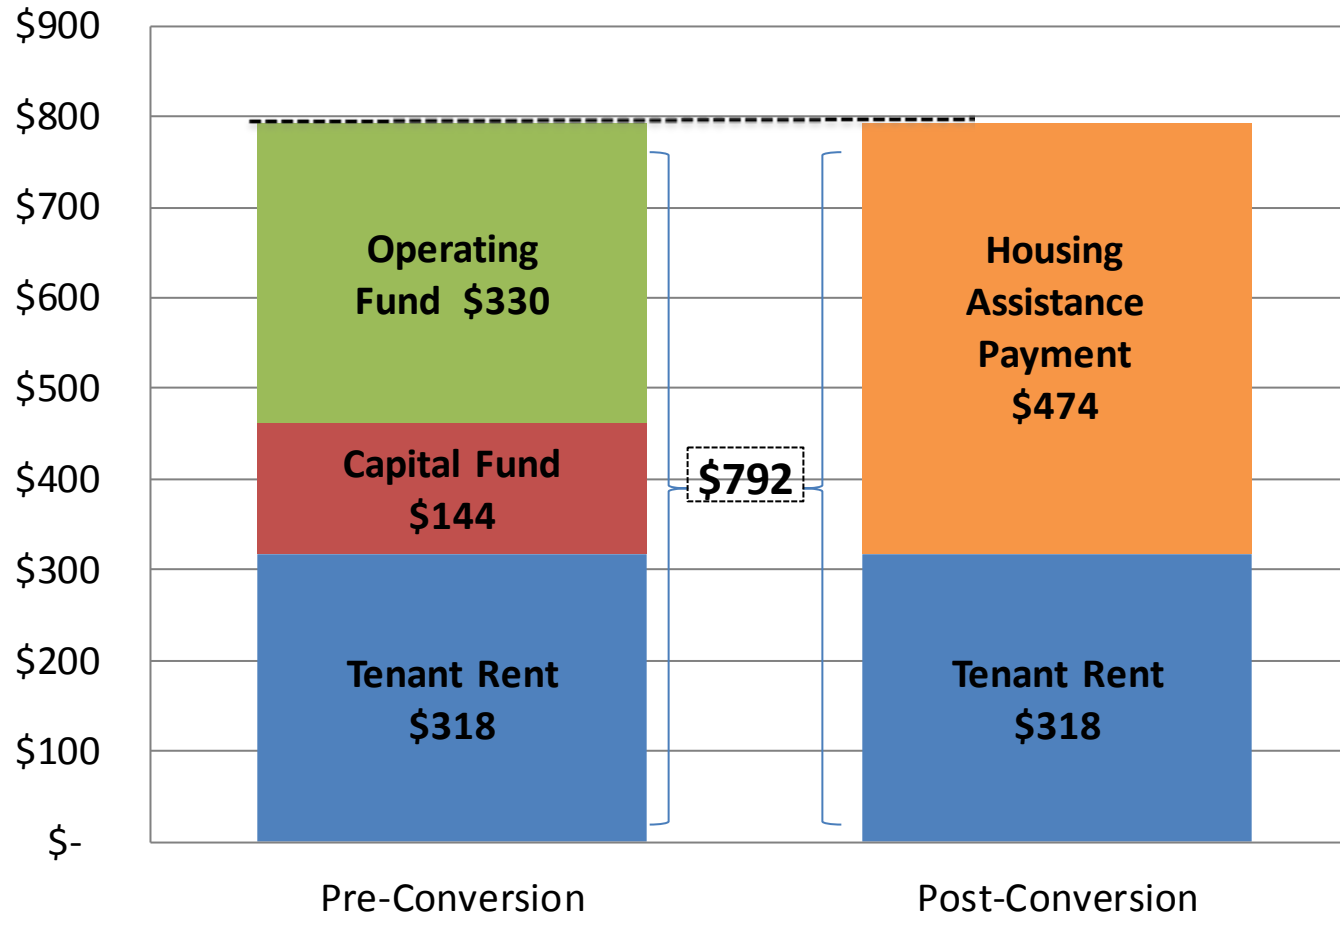 $900
$800
$700
$600
$500
$400
$300
$200
$100
$-
Operating
Fund $330
Capital Fund
$144
Tenant Rent
$318
$792
Housing
Assistance
Payment
$474
Tenant Rent
$318
Pre-Conversion
Post-Conversion